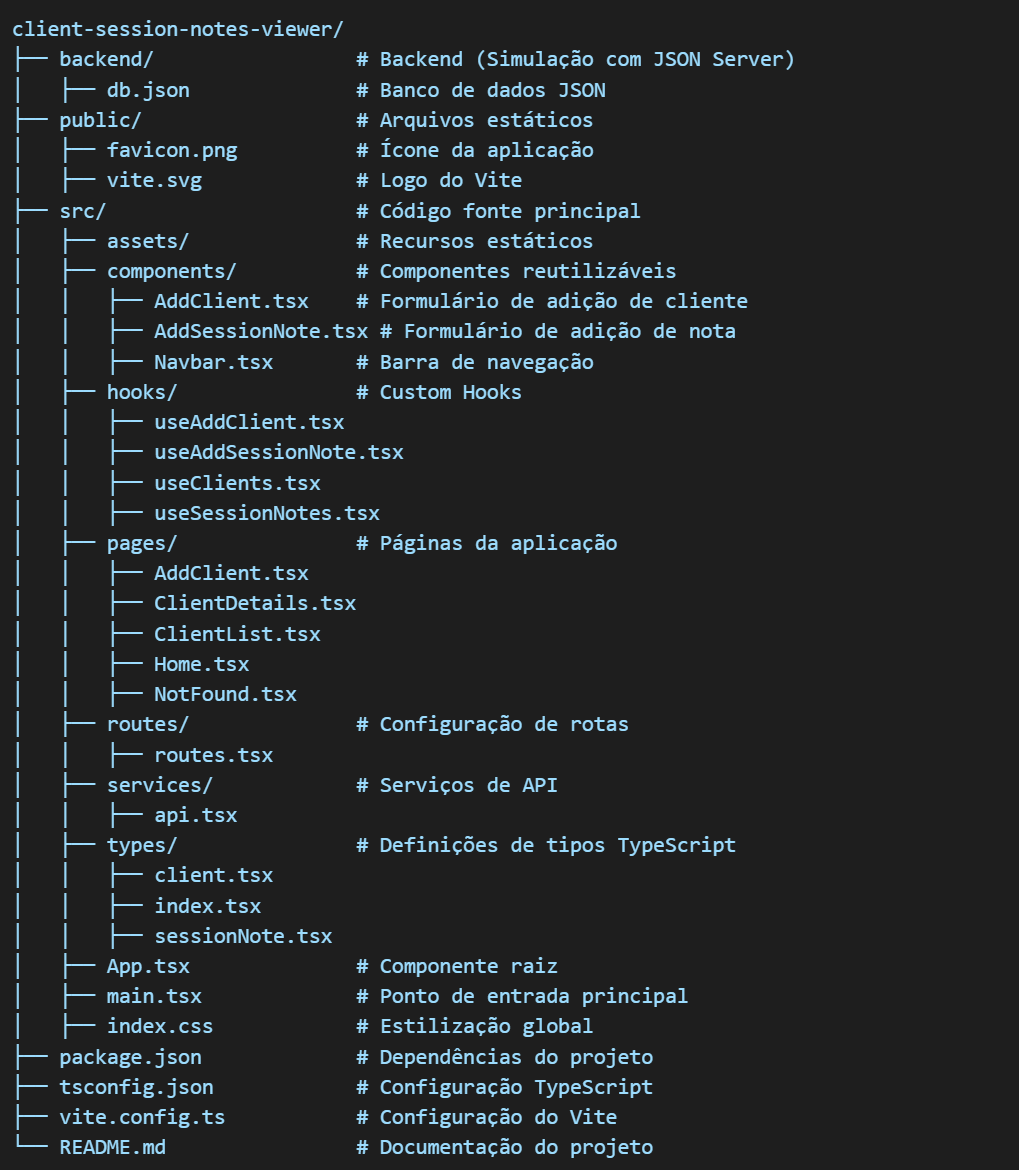 client-session-notes-viewer/
├── backend/                 # Backend (Simulação com JSON Server)
│   ├── db.json              # Banco de dados JSON
├── public/                  # Arquivos estáticos
│   ├── favicon.png          # Ícone da aplicação
│   ├── vite.svg             # Logo do Vite
├── src/                     # Código fonte principal
│   ├── assets/              # Recursos estáticos
│   ├── components/          # Componentes reutilizáveis
│   │   ├── AddClient.tsx    # Formulário de adição de cliente
│   │   ├── AddSessionNote.tsx # Formulário de adição de nota
│   │   ├── Navbar.tsx       # Barra de navegação
│   ├── hooks/               # Custom Hooks
│   │   ├── useAddClient.tsx
│   │   ├── useAddSessionNote.tsx
│   │   ├── useClients.tsx
│   │   ├── useSessionNotes.tsx
│   ├── pages/               # Páginas da aplicação
│   │   ├── AddClient.tsx
│   │   ├── ClientDetails.tsx
│   │   ├── ClientList.tsx
│   │   ├── Home.tsx
│   │   ├── NotFound.tsx
│   ├── routes/              # Configuração de rotas
│   │   ├── routes.tsx
│   ├── services/            # Serviços de API
│   │   ├── api.tsx
│   ├── types/               # Definições de tipos TypeScript
│   │   ├── client.tsx
│   │   ├── index.tsx
│   │   ├── sessionNote.tsx
│   ├── App.tsx              # Componente raiz
│   ├── main.tsx             # Ponto de entrada principal
│   ├── index.css            # Estilização global
├── package.json             # Dependências do projeto
├── tsconfig.json            # Configuração TypeScript
├── vite.config.ts           # Configuração do Vite
└── README.md                # Documentação do projeto